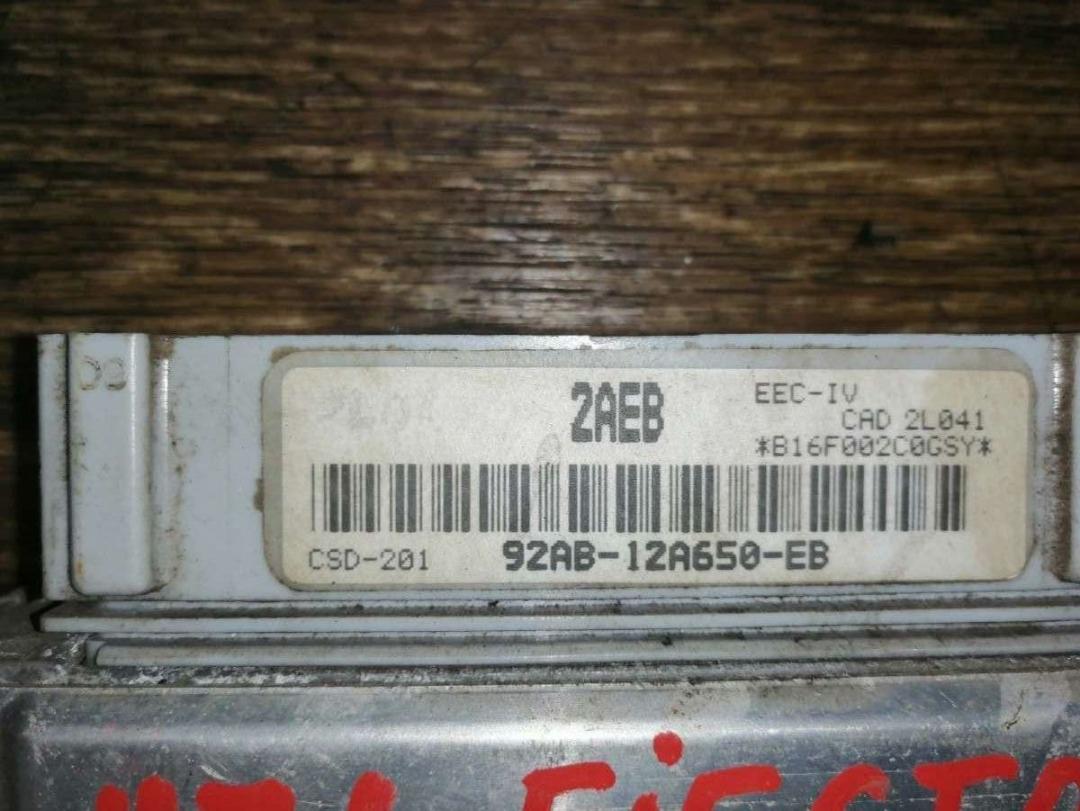 2AEB
EEC-IV
CAD 2L041
*B16F002C0GSY*
CSD-201
92AB-12A650-EB